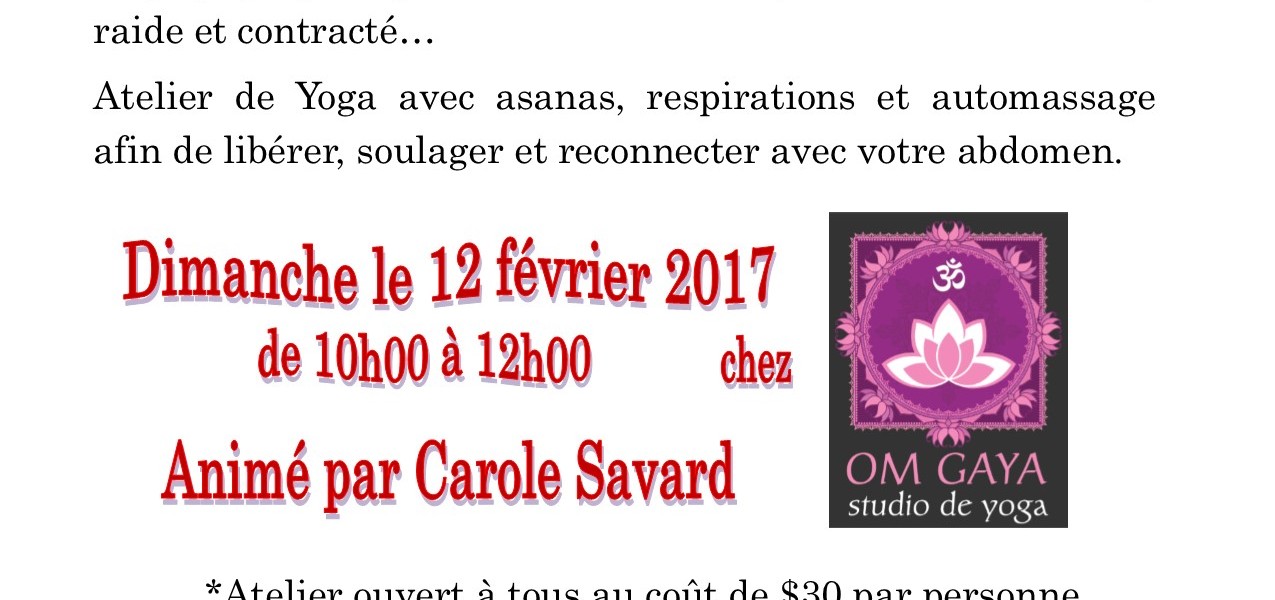 raide et contracté…
Atelier de Yoga avec asanas, respirations et automassage
afin de libérer, soulager et reconnecter avec votre abdomen.
Dimanche le 12 février 2017
de 10h00 à 12h00 chez
Animé par Carole Savard
ॐ
OM GAYA
studio de yoga
*Atelier ouvert à tous au coût de $30 par personne